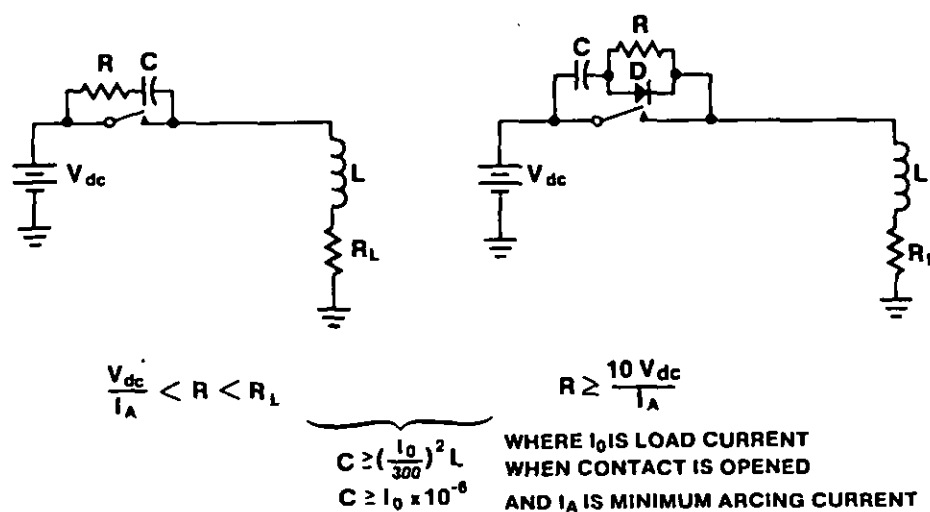 R C
V dc
L
R L
C R
D
V dc
L
R
V dc / I A < R < R L
R ≥ 10 V dc / I A
C ≥ (I 0 / 300)² L
C ≥ I 0 × 10⁻⁶
WHERE I 0 IS LOAD CURRENT
WHEN CONTACT IS OPENED
AND I A IS MINIMUM ARCING CURRENT